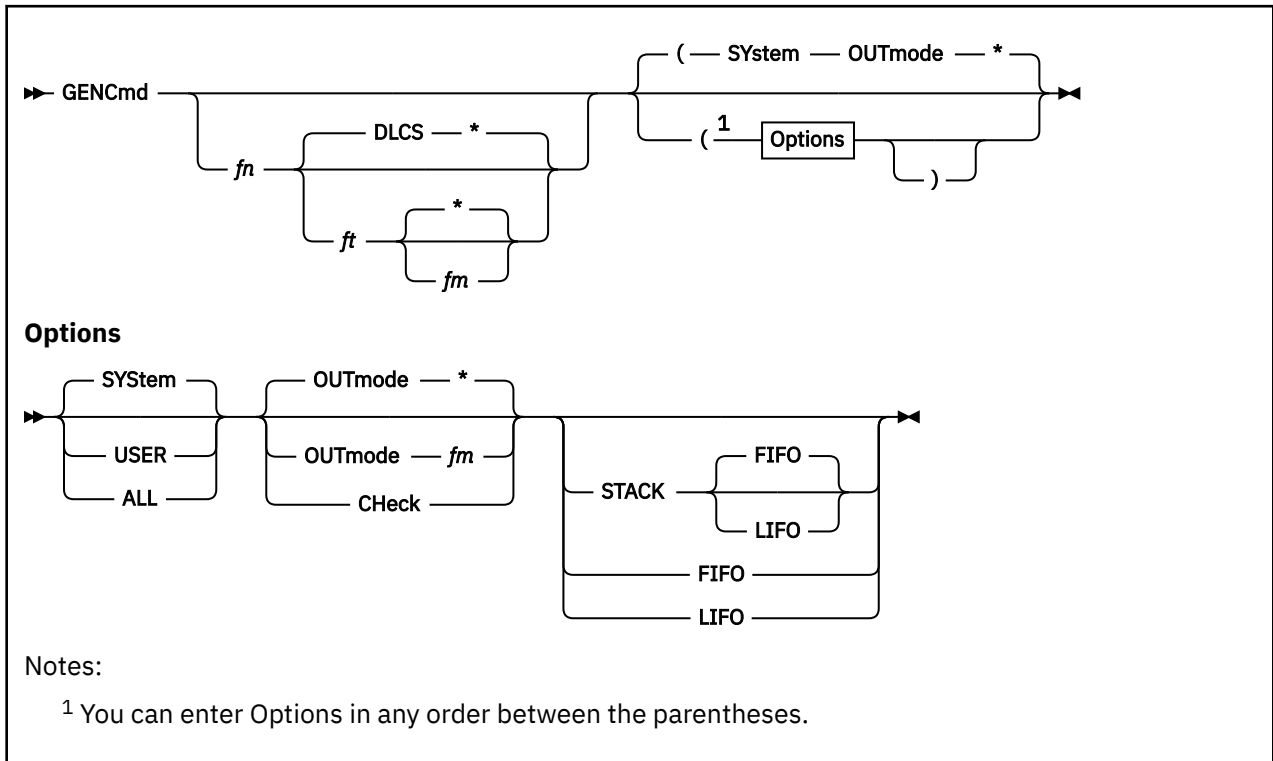 ( SYstem OUTmode *
GENCmd
DLCS *
( 1 Options
fn
)
*
ft
fm
Options
SYStem OUTmode *
USER OUTmode fm FIFO
ALL CHeck STACK
LIFO
FIFO
LIFO
Notes:
1 You can enter Options in any order between the parentheses.